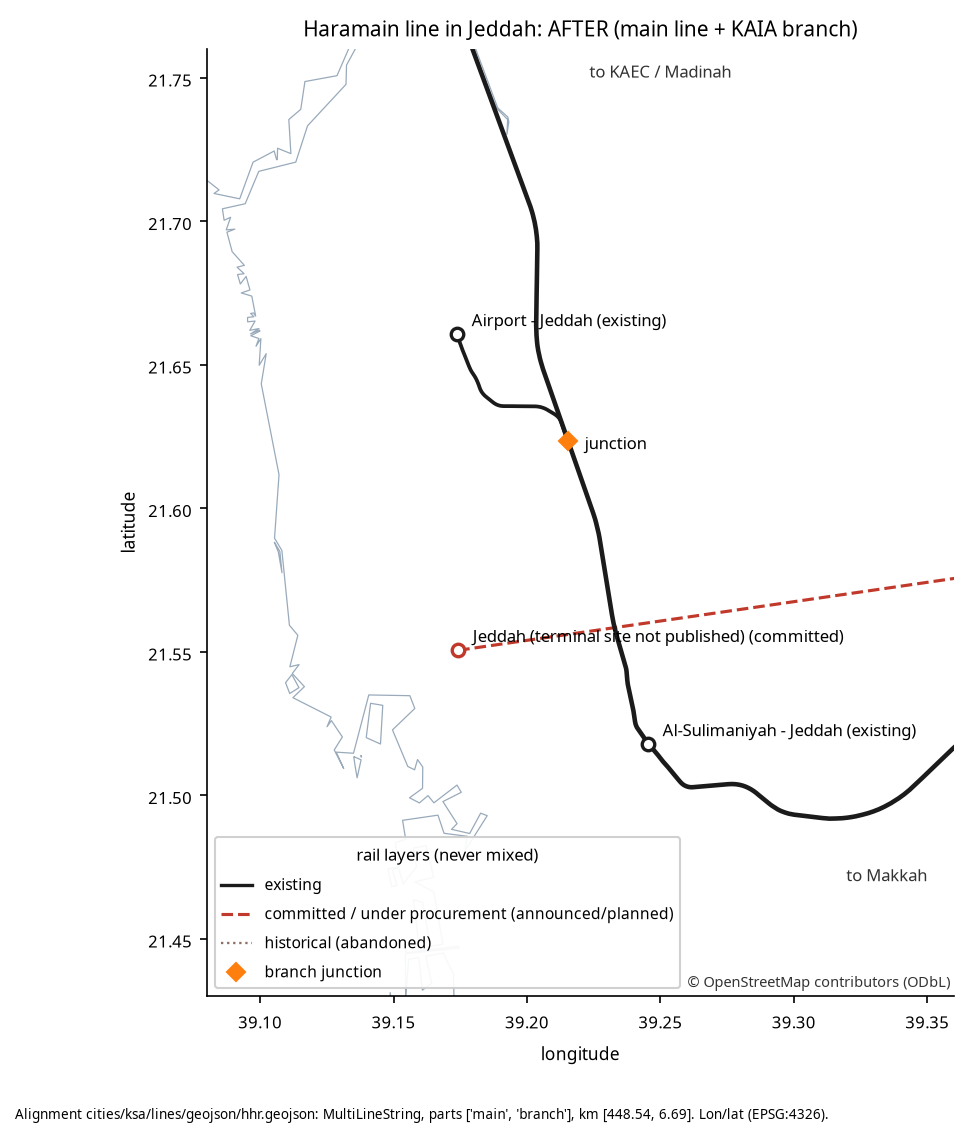 Haramain line in Jeddah: AFTER (main line + KAIA branch)
to KAEC / Madinah
21.75
21.70
Airport - Jeddah (existing)
21.65
junction
latitude
21.60
Jeddah (terminal site not published) (committed)
21.55
Al-Sulimaniyah - Jeddah (existing)
21.50
rail layers (never mixed)
to Makkah
existing
committed / under procurement (announced/planned)
historical (abandoned)
21.45
branch junction
© OpenStreetMap contributors (ODbL)
39.10 39.15 39.20 39.25 39.30 39.35
longitude
Alignment cities/ksa/lines/geojson/hhr.geojson: MultiLineString, parts ['main', 'branch'], km [448.54, 6.69]. Lon/lat (EPSG:4326).